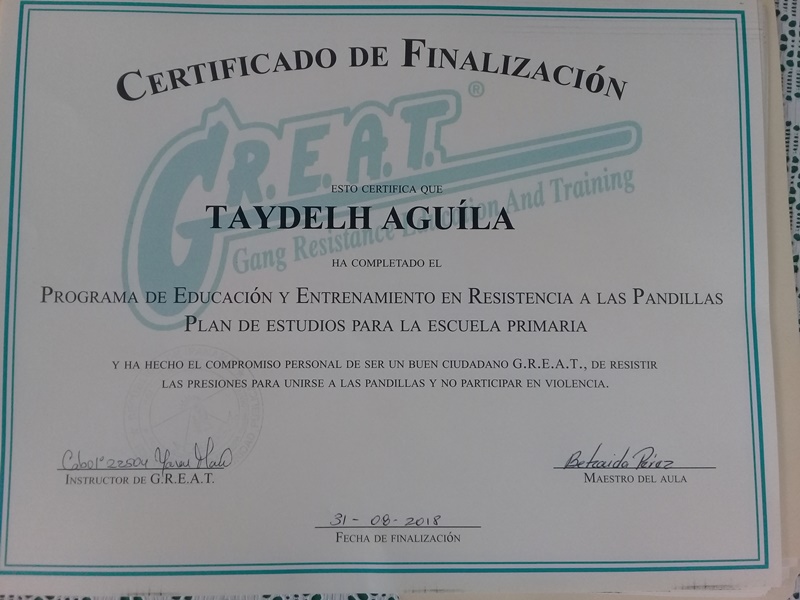 CERTIFICADO DE FINALIZACIÓN
G.R.E.A.T.®
Gang Resistance Education And Training
ESTO CERTIFICA QUE
TAYDELH AGUÍLA
HA COMPLETADO EL
PROGRAMA DE EDUCACIÓN Y ENTRENAMIENTO EN RESISTENCIA A LAS PANDILLAS
PLAN DE ESTUDIOS PARA LA ESCUELA PRIMARIA
Y HA HECHO EL COMPROMISO PERSONAL DE SER UN BUEN CIUDADANO G.R.E.A.T., DE RESISTIR
LAS PRESIONES PARA UNIRSE A LAS PANDILLAS Y NO PARTICIPAR EN VIOLENCIA.
Cabo1º 22504
INSTRUCTOR DE G.R.E.A.T.
Betzaida Pérez
MAESTRO DEL AULA
31-08-2018
FECHA DE FINALIZACIÓN